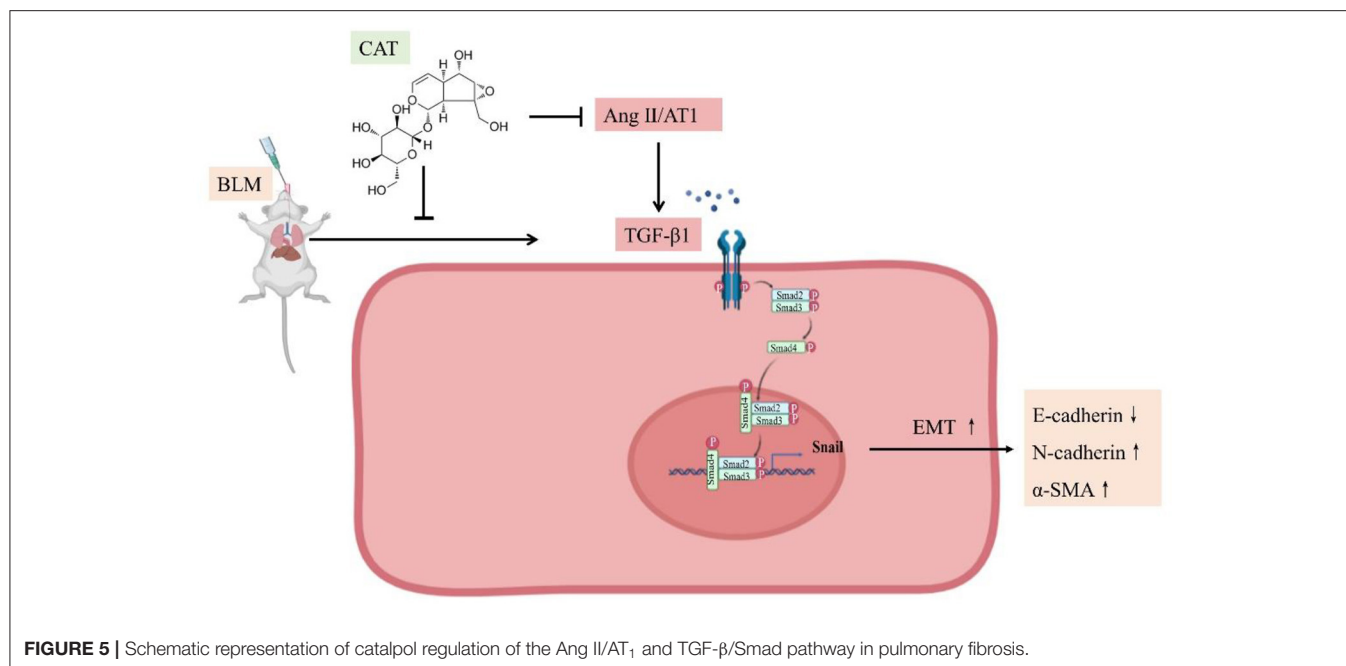 CAT
OH
O
O
OH
HO
OH
O
HO
O
H
HO
HO
H
H
Ang II/AT1
BLM
TGF-β1
P P
Smad2 P
Smad3 P
Smad4 P
P
Smad4
Smad2 P
Smad3 P
P
Smad4
Smad2 P
Smad3 P
Snail
EMT ↑
E-cadherin ↓
N-cadherin ↑
α-SMA ↑
FIGURE 5 | Schematic representation of catalpol regulation of the Ang II/AT₁ and TGF-β/Smad pathway in pulmonary fibrosis.